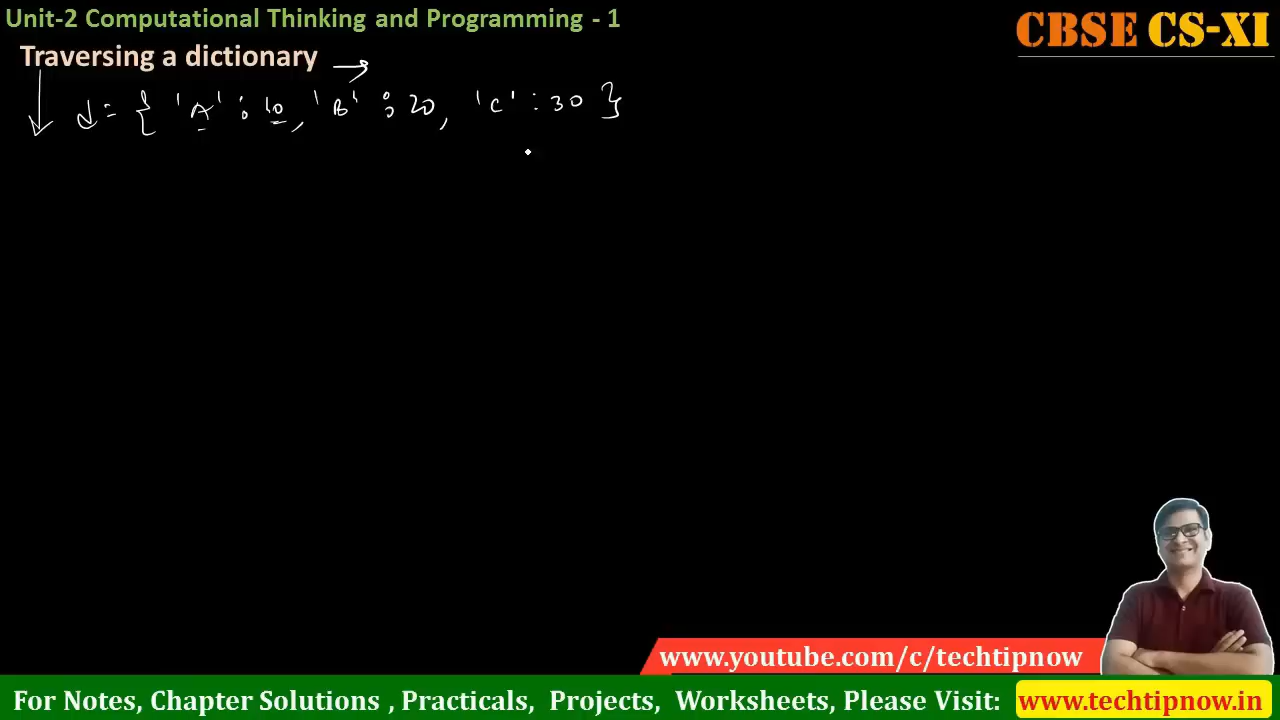 Unit-2 Computational Thinking and Programming - 1
CBSE CS-XI
Traversing a dictionary
d = { 'A' : 10, 'B' : 20, 'C' : 30 }
www.youtube.com/c/techtipnow
For Notes, Chapter Solutions , Practicals, Projects, Worksheets, Please Visit: www.techtipnow.in